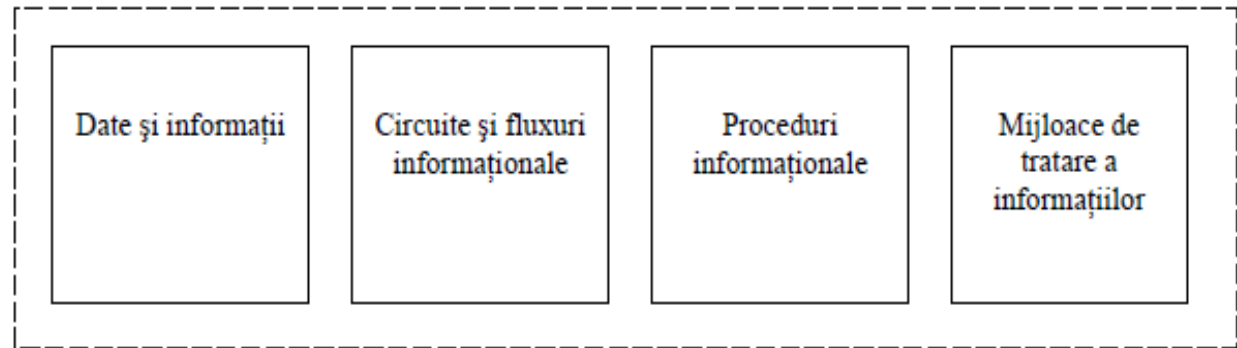 Date şi informații
Circuite şi fluxuri
informaționale
Proceduri
informaționale
Mijloace de
tratare a
informațiilor